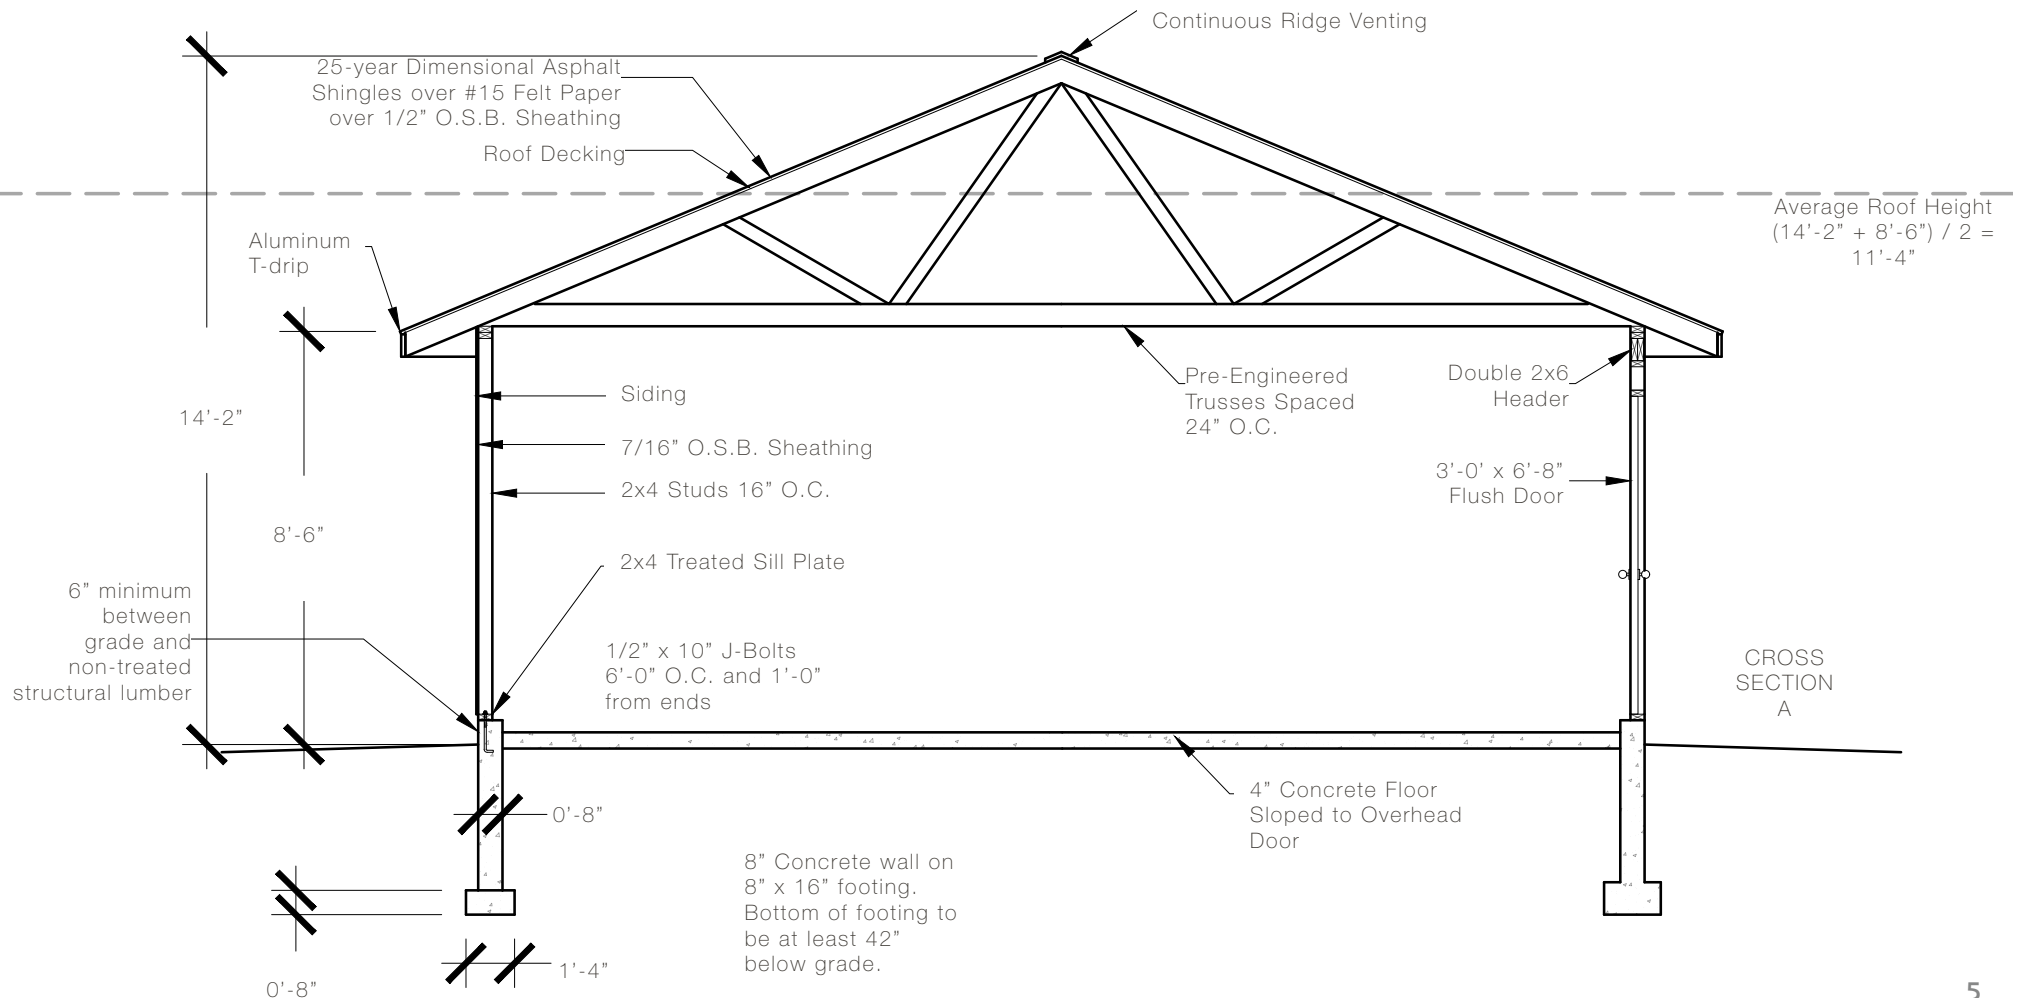 Continuous Ridge Venting
25-year Dimensional Asphalt
Shingles over #15 Felt Paper
over 1/2” O.S.B. Sheathing
Roof Decking
Average Roof Height
(14’-2” + 8’-6”) / 2 =
11’-4”
Aluminum
T-drip
Pre-Engineered
Trusses Spaced
24” O.C.
Double 2x6
Header
Siding
14’-2”
7/16” O.S.B. Sheathing
3’-0’ x 6’-8”
Flush Door
2x4 Studs 16” O.C.
8’-6”
2x4 Treated Sill Plate
6” minimum
between
grade and
non-treated
structural lumber
1/2” x 10” J-Bolts
6’-0” O.C. and 1’-0”
from ends
CROSS
SECTION
A
4” Concrete Floor
Sloped to Overhead
Door
0’-8”
8” Concrete wall on
8” x 16” footing.
Bottom of footing to
be at least 42”
below grade.
1’-4”
0’-8”
5